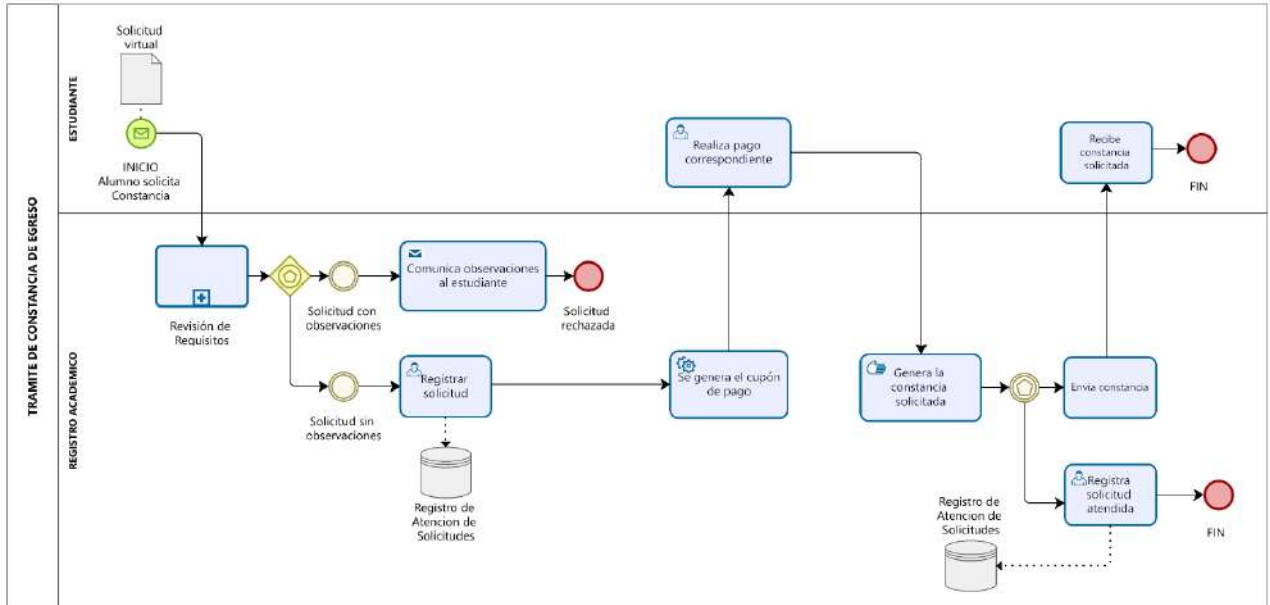 TRAMITE DE CONSTANCIA DE EGRESO
ESTUDIANTE
Solicitud
virtual
INICIO
Alumno solicita
Constancia
Realiza pago
correspondiente
Recibe
constancia
solicitada
FIN
REGISTRO ACADEMICO
Revisión de
Requisitos
Solicitud con
observaciones
Comunica observaciones
al estudiante
Solicitud
rechazada
Solicitud sin
observaciones
Registrar
solicitud
Registro de
Atencion de
Solicitudes
Se genera el cupón
de pago
Genera la
constancia
solicitada
Envia constancia
Registra
solicitud
atendida
FIN
Registro de
Atencion de
Solicitudes